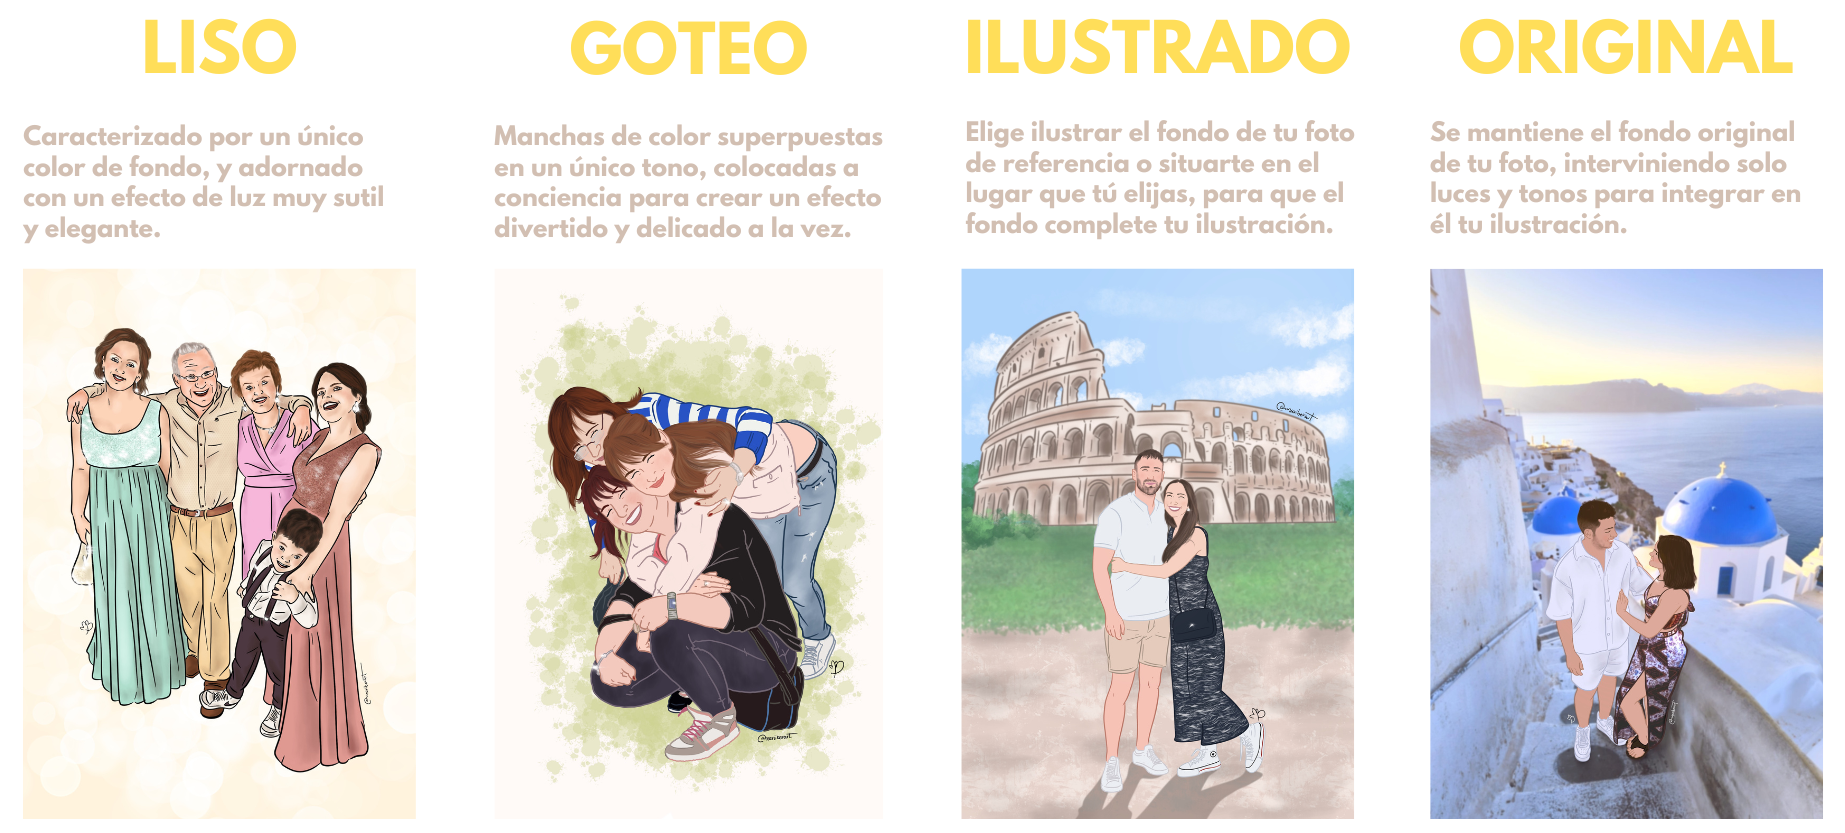 LISO
Caracterizado por un único
color de fondo, y adornado
con un efecto de luz muy sutil
y elegante.
GOTEO
Manchas de color superpuestas
en un único tono, colocadas a
conciencia para crear un efecto
divertido y delicado a la vez.
ILUSTRADO
Elige ilustrar el fondo de tu foto
de referencia o situarte en el
lugar que tú elijas, para que el
fondo complete tu ilustración.
ORIGINAL
Se mantiene el fondo original
de tu foto, interviniendo solo
luces y tonos para integrar en
él tu ilustración.